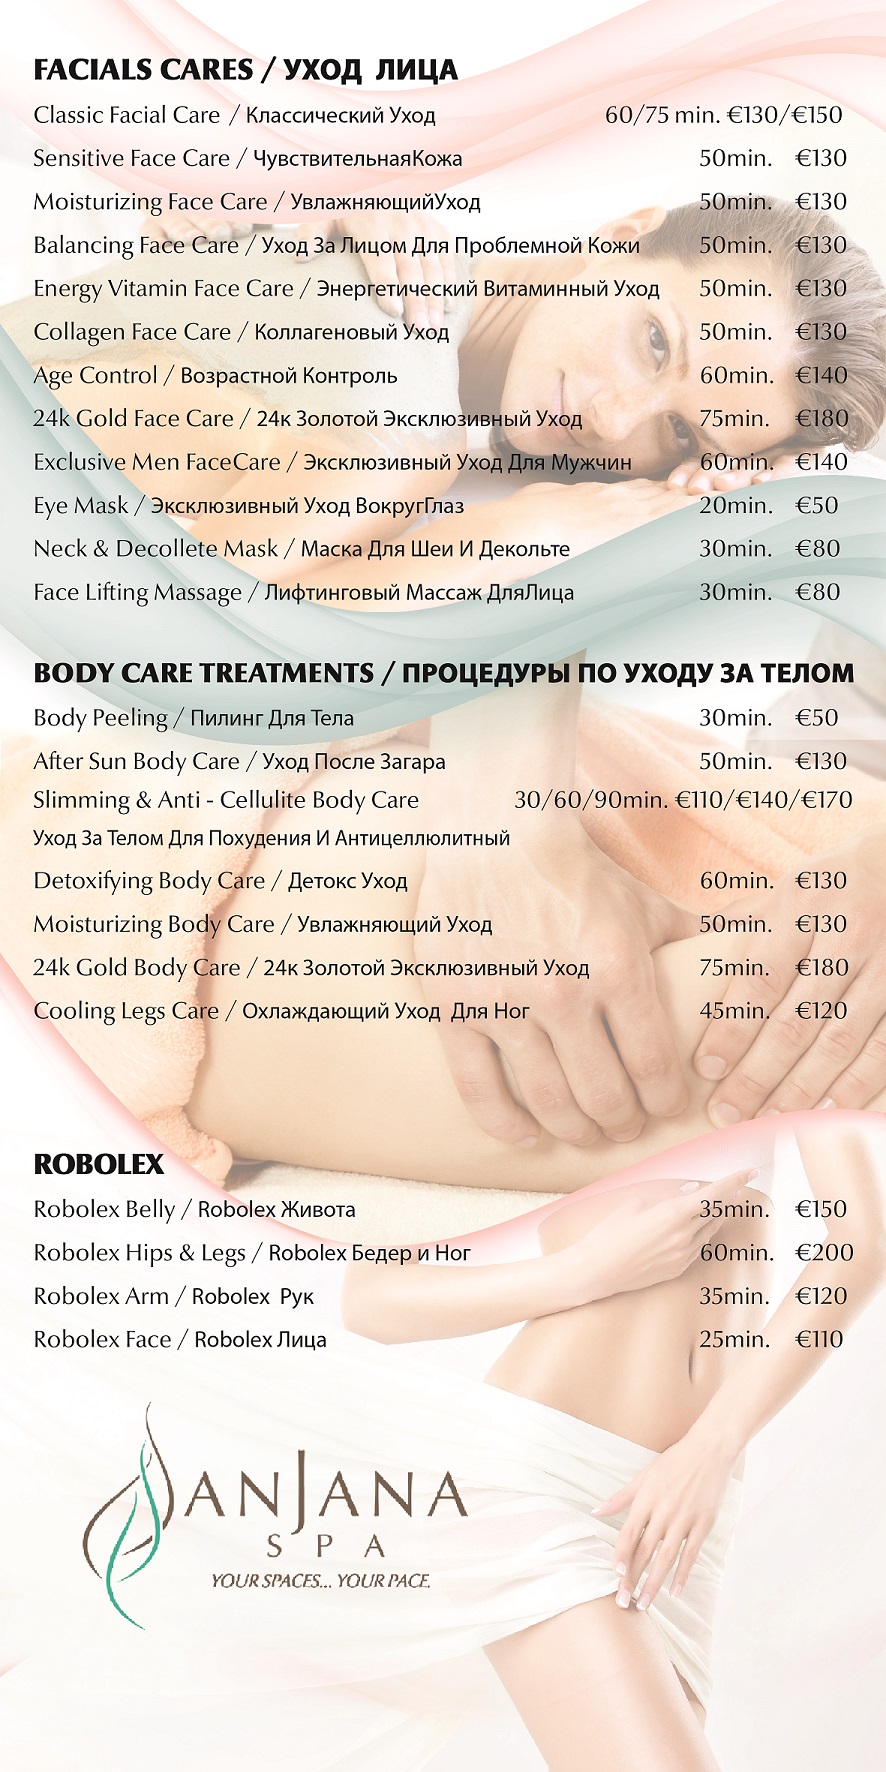 FACIALS CARES / УХОД ЛИЦА
Classic Facial Care / Классический Уход 60/75 min. €130/€150
Sensitive Face Care / ЧувствительнаяКожа 50min. €130
Moisturizing Face Care / УвлажняющийУход 50min. €130
Balancing Face Care / Уход За Лицом Для Проблемной Кожи 50min. €130
Energy Vitamin Face Care / Энергетический Витаминный Уход 50min. €130
Collagen Face Care / Коллагеновый Уход 50min. €130
Age Control / Возрастной Контроль 60min. €140
24k Gold Face Care / 24к Золотой Эксклюзивный Уход 75min. €180
Exclusive Men FaceCare / Эксклюзивный Уход Для Мужчин 60min. €140
Eye Mask / Эксклюзивный Уход ВокругГлаз 20min. €50
Neck & Decollete Mask / Маска Для Шеи И Декольте 30min. €80
Face Lifting Massage / Лифтинговый Массаж ДляЛица 30min. €80
BODY CARE TREATMENTS / ПРОЦЕДУРЫ ПО УХОДУ ЗА ТЕЛОМ
Body Peeling / Пилинг Для Тела 30min. €50
After Sun Body Care / Уход После Загара 50min. €130
Slimming & Anti - Cellulite Body Care 30/60/90min. €110/€140/€170
Уход За Телом Для Похудения И Антицеллюлитный
Detoxifying Body Care / Детокс Уход 60min. €130
Moisturizing Body Care / Увлажняющий Уход 50min. €130
24k Gold Body Care / 24к Золотой Эксклюзивный Уход 75min. €180
Cooling Legs Care / Охлаждающий Уход Для Ног 45min. €120
ROBOLEX
Robolex Belly / Robolex Живота 35min. €150
Robolex Hips & Legs / Robolex Бедер и Ног 60min. €200
Robolex Arm / Robolex Рук 35min. €120
Robolex Face / Robolex Лица 25min. €110
ANJANA
SPA
YOUR SPACES... YOUR PACE.